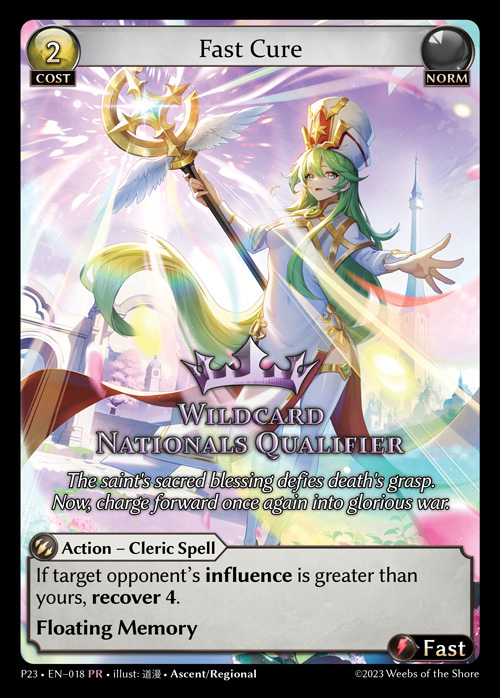 2
Fast Cure
COST
NORM
WILDCARD
NATIONALS QUALIFIER
The saint's sacred blessing defies death's grasp.
Now, charge forward once again into glorious war.
Action – Cleric Spell
If target opponent's influence is greater than
yours, recover 4.
Floating Memory
Fast
P23 • EN–018 PR • illust: 道漫 • Ascent/Regional
©2023 Weebs of the Shore